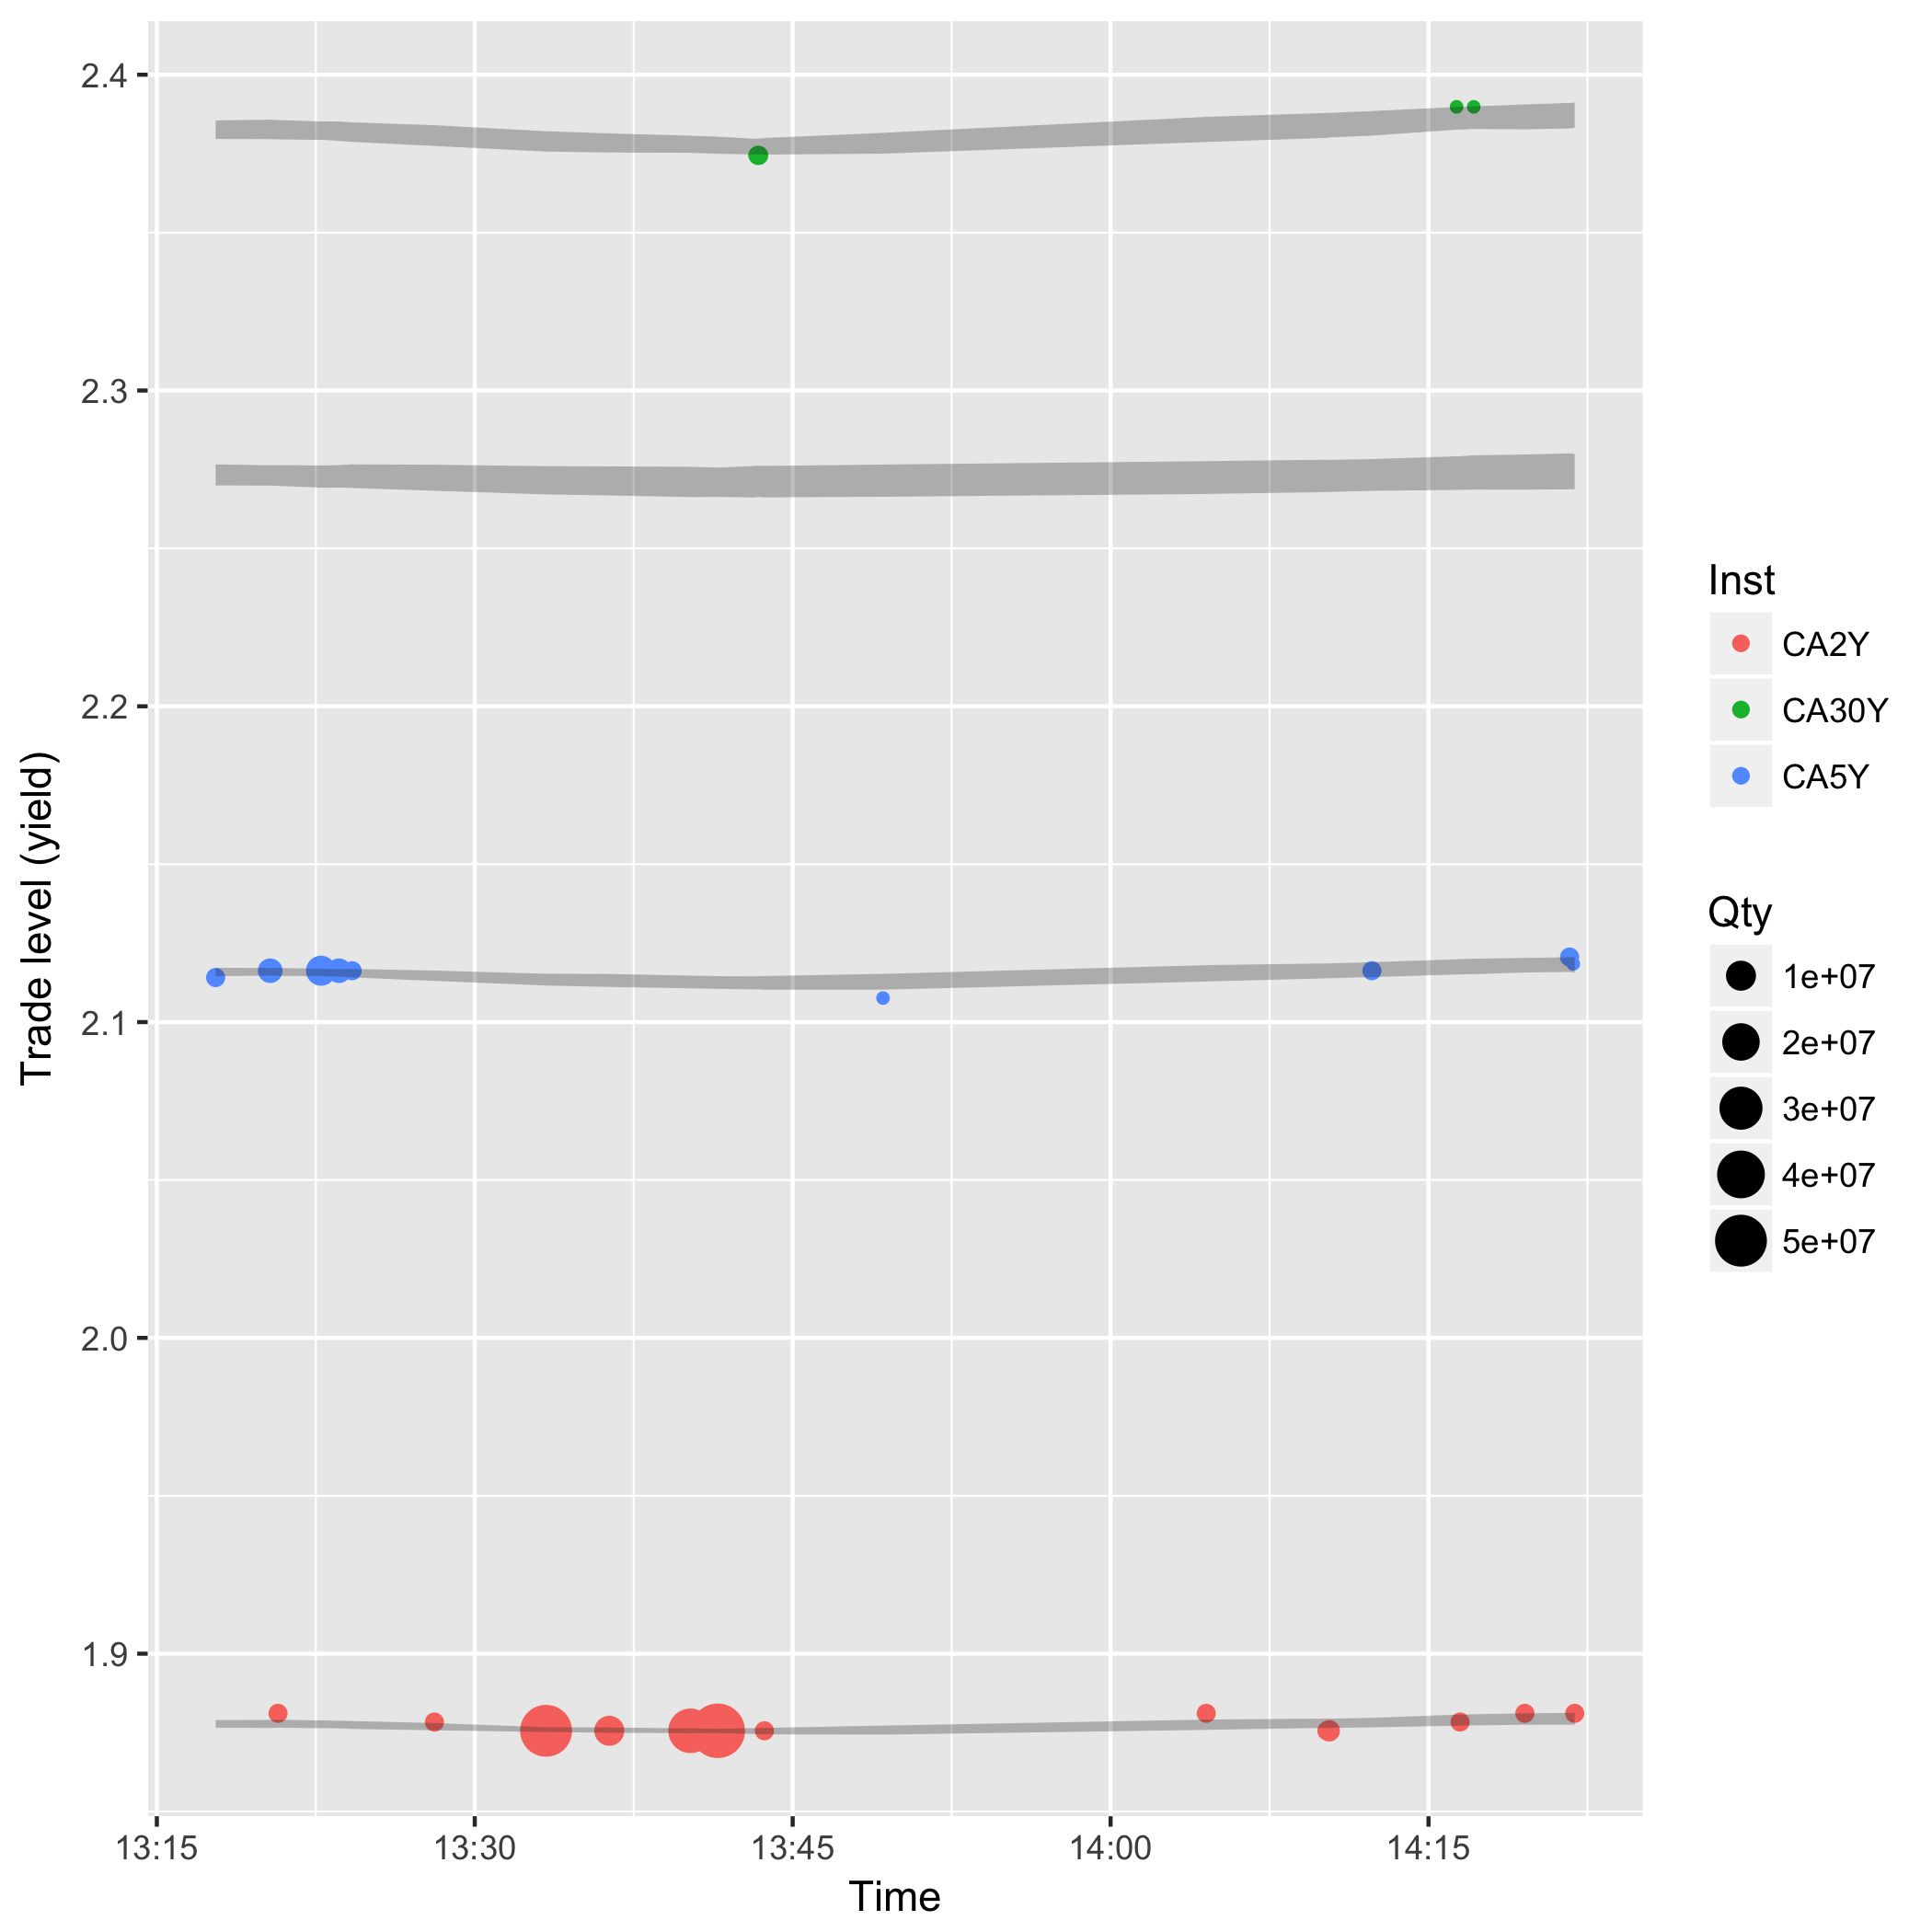 2.4
2.3
2.2
2.1
2.0
1.9
Trade level (yield)
13:15
13:30
13:45
14:00
14:15
Time
Inst
CA2Y
CA30Y
CA5Y
Qty
1e+07
2e+07
3e+07
4e+07
5e+07